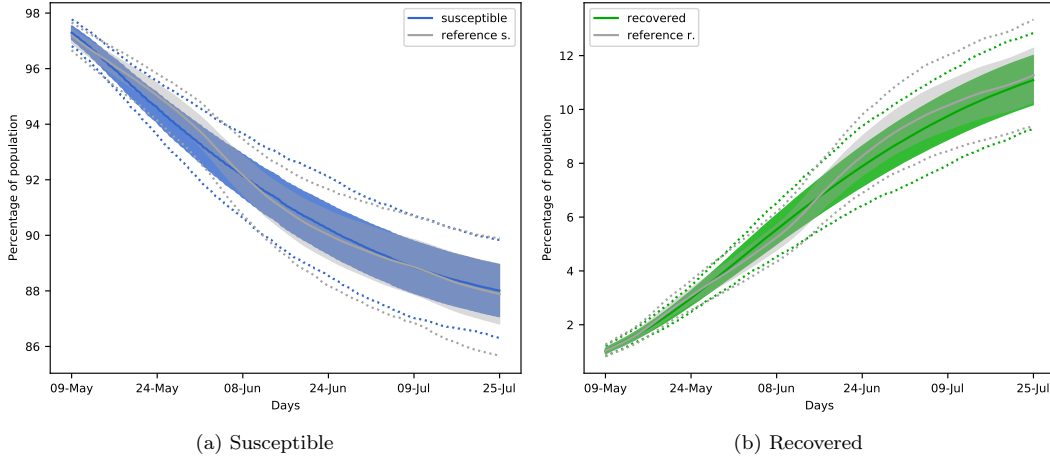 98
96
94
92
90
88
86
Percentage of population
susceptible
reference s.
09-May 24-May 08-Jun 24-Jun 09-Jul 25-Jul
Days
(a) Susceptible
12
10
8
6
4
2
Percentage of population
recovered
reference r.
09-May 24-May 08-Jun 24-Jun 09-Jul 25-Jul
Days
(b) Recovered